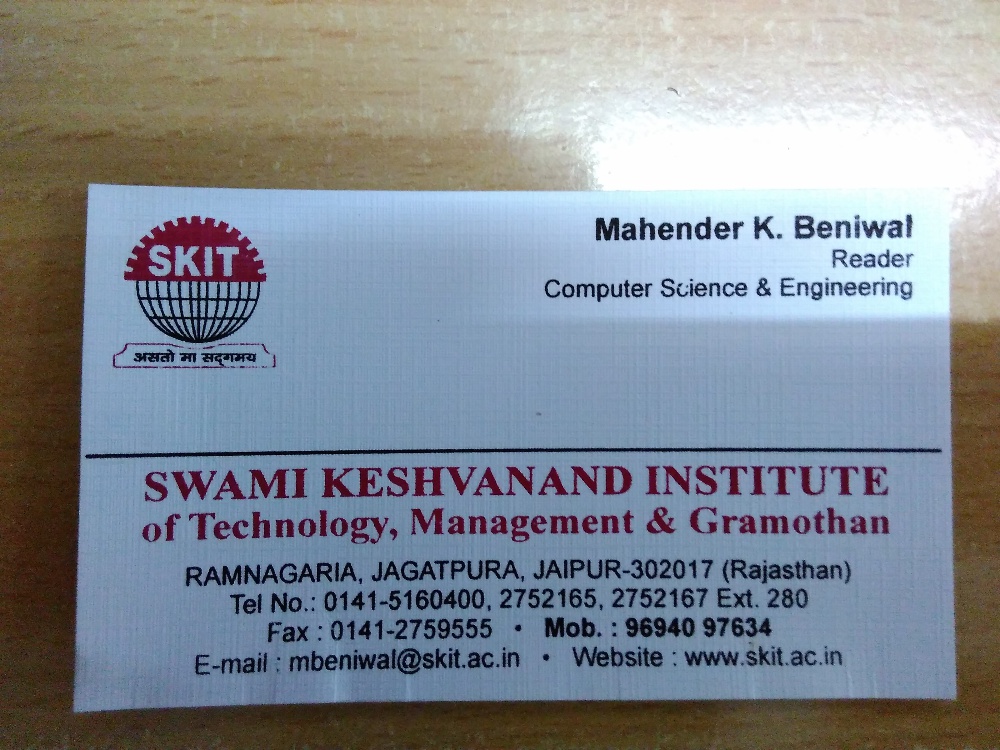 SKIT
असतो मा सद्गमय
Mahender K. Beniwal
Reader
Computer Science & Engineering
SWAMI KESHVANAND INSTITUTE
of Technology, Management & Gramothan
RAMNAGARIA, JAGATPURA, JAIPUR-302017 (Rajasthan)
Tel No.: 0141-5160400, 2752165, 2752167 Ext. 280
Fax : 0141-2759555 • Mob. : 96940 97634
E-mail : mbeniwal@skit.ac.in • Website : www.skit.ac.in